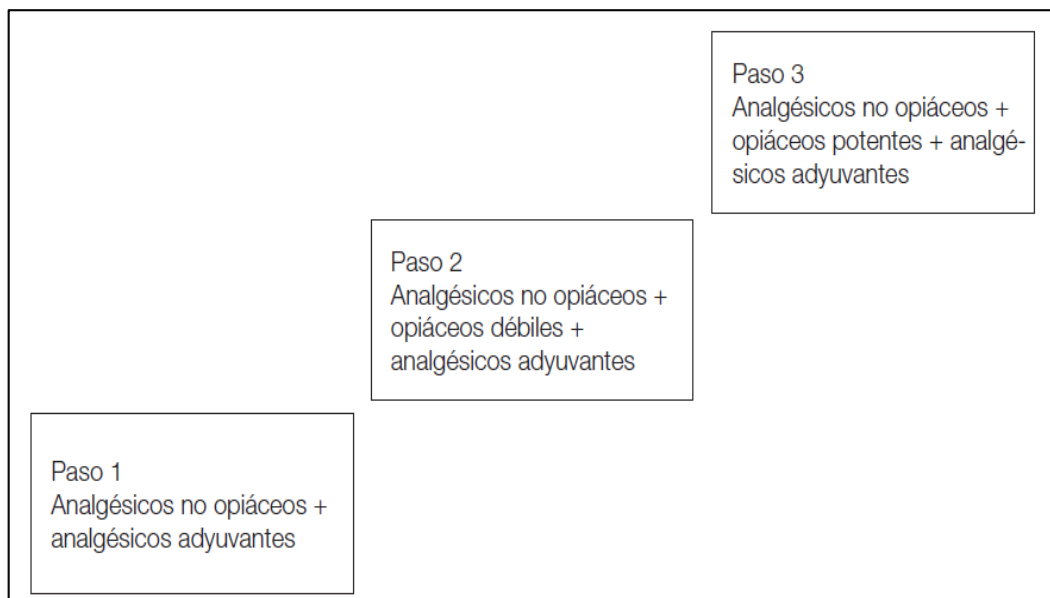 Paso 3
Analgésicos no opiáceos +
opiáceos potentes + analgé-
sicos adyuvantes
Paso 2
Analgésicos no opiáceos +
opiáceos débiles +
analgésicos adyuvantes
Paso 1
Analgésicos no opiáceos +
analgésicos adyuvantes